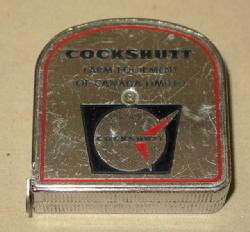 COCKSHUTT
FARM EQUIPMENT
OF CANADA LIMITED
COCKSHUTT